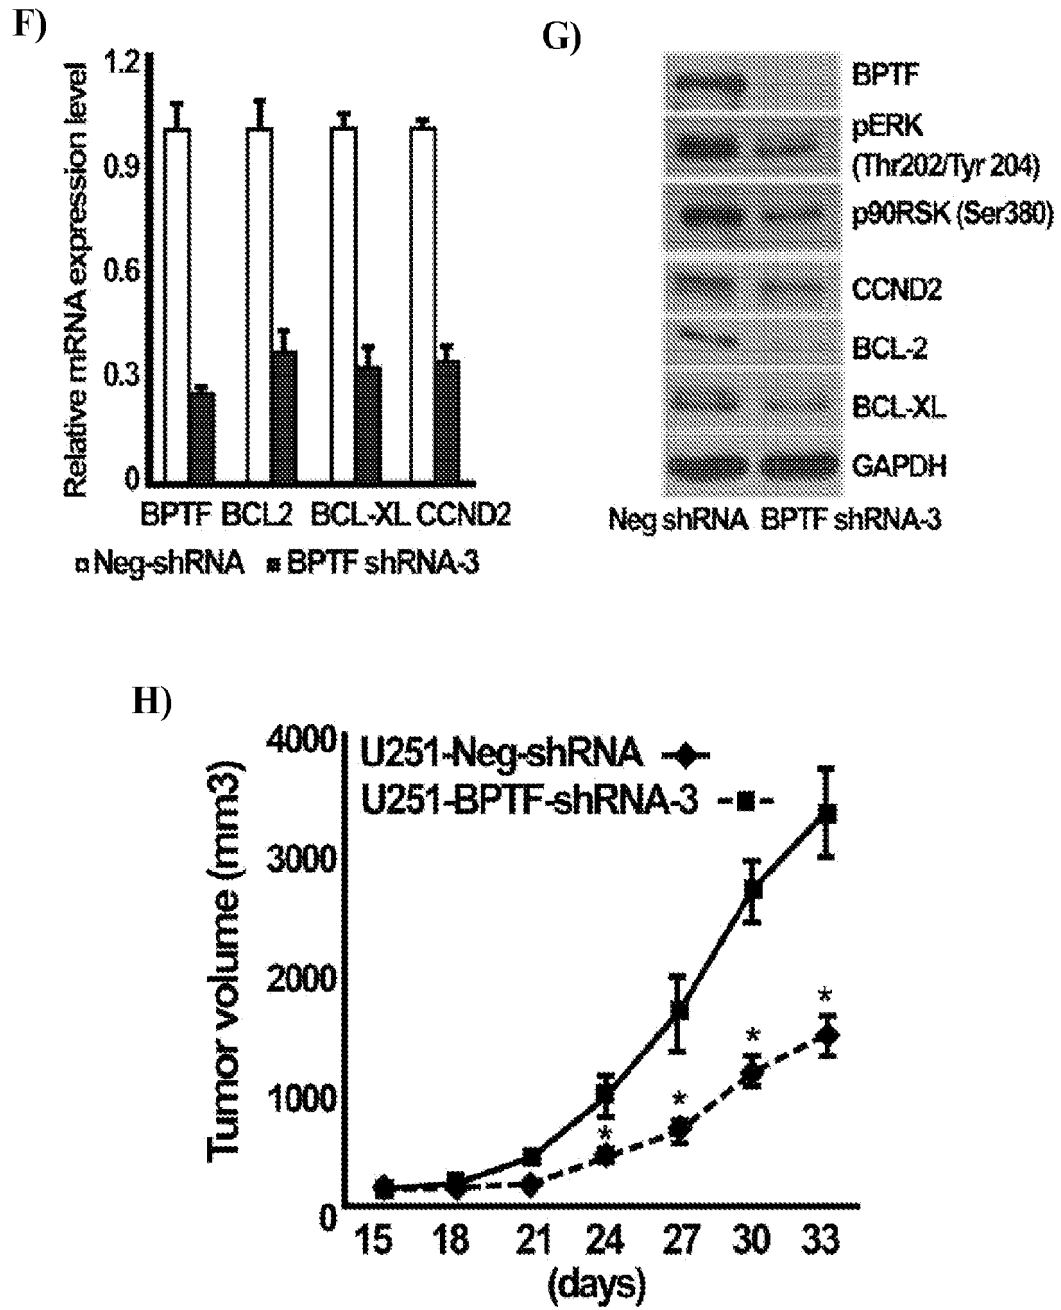 F)
Relative mRNA expression level
1.2
0.9
0.6
0.3
0
BPTF BCL2 BCL-XL CCND2
Neg-shRNA BPTF shRNA-3
G)
BPTF
pERK
(Thr202/Tyr 204)
p90RSK (Ser380)
CCND2
BCL-2
BCL-XL
GAPDH
Neg shRNA BPTF shRNA-3
H)
Tumor volume (mm3)
4000
3000
2000
1000
0
U251-Neg-shRNA
U251-BPTF-shRNA-3
* * * *
15 18 21 24 27 30 33
(days)